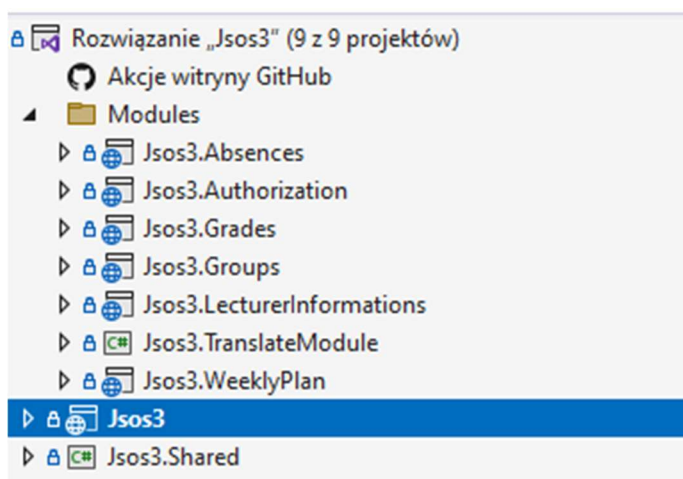 Rozwiązanie „Jsos3” (9 z 9 projektów)
Akcje witryny GitHub
Modules
Jsos3.Absences
Jsos3.Authorization
Jsos3.Grades
Jsos3.Groups
Jsos3.LecturerInformations
C# Jsos3.TranslateModule
Jsos3.WeeklyPlan
Jsos3
C# Jsos3.Shared